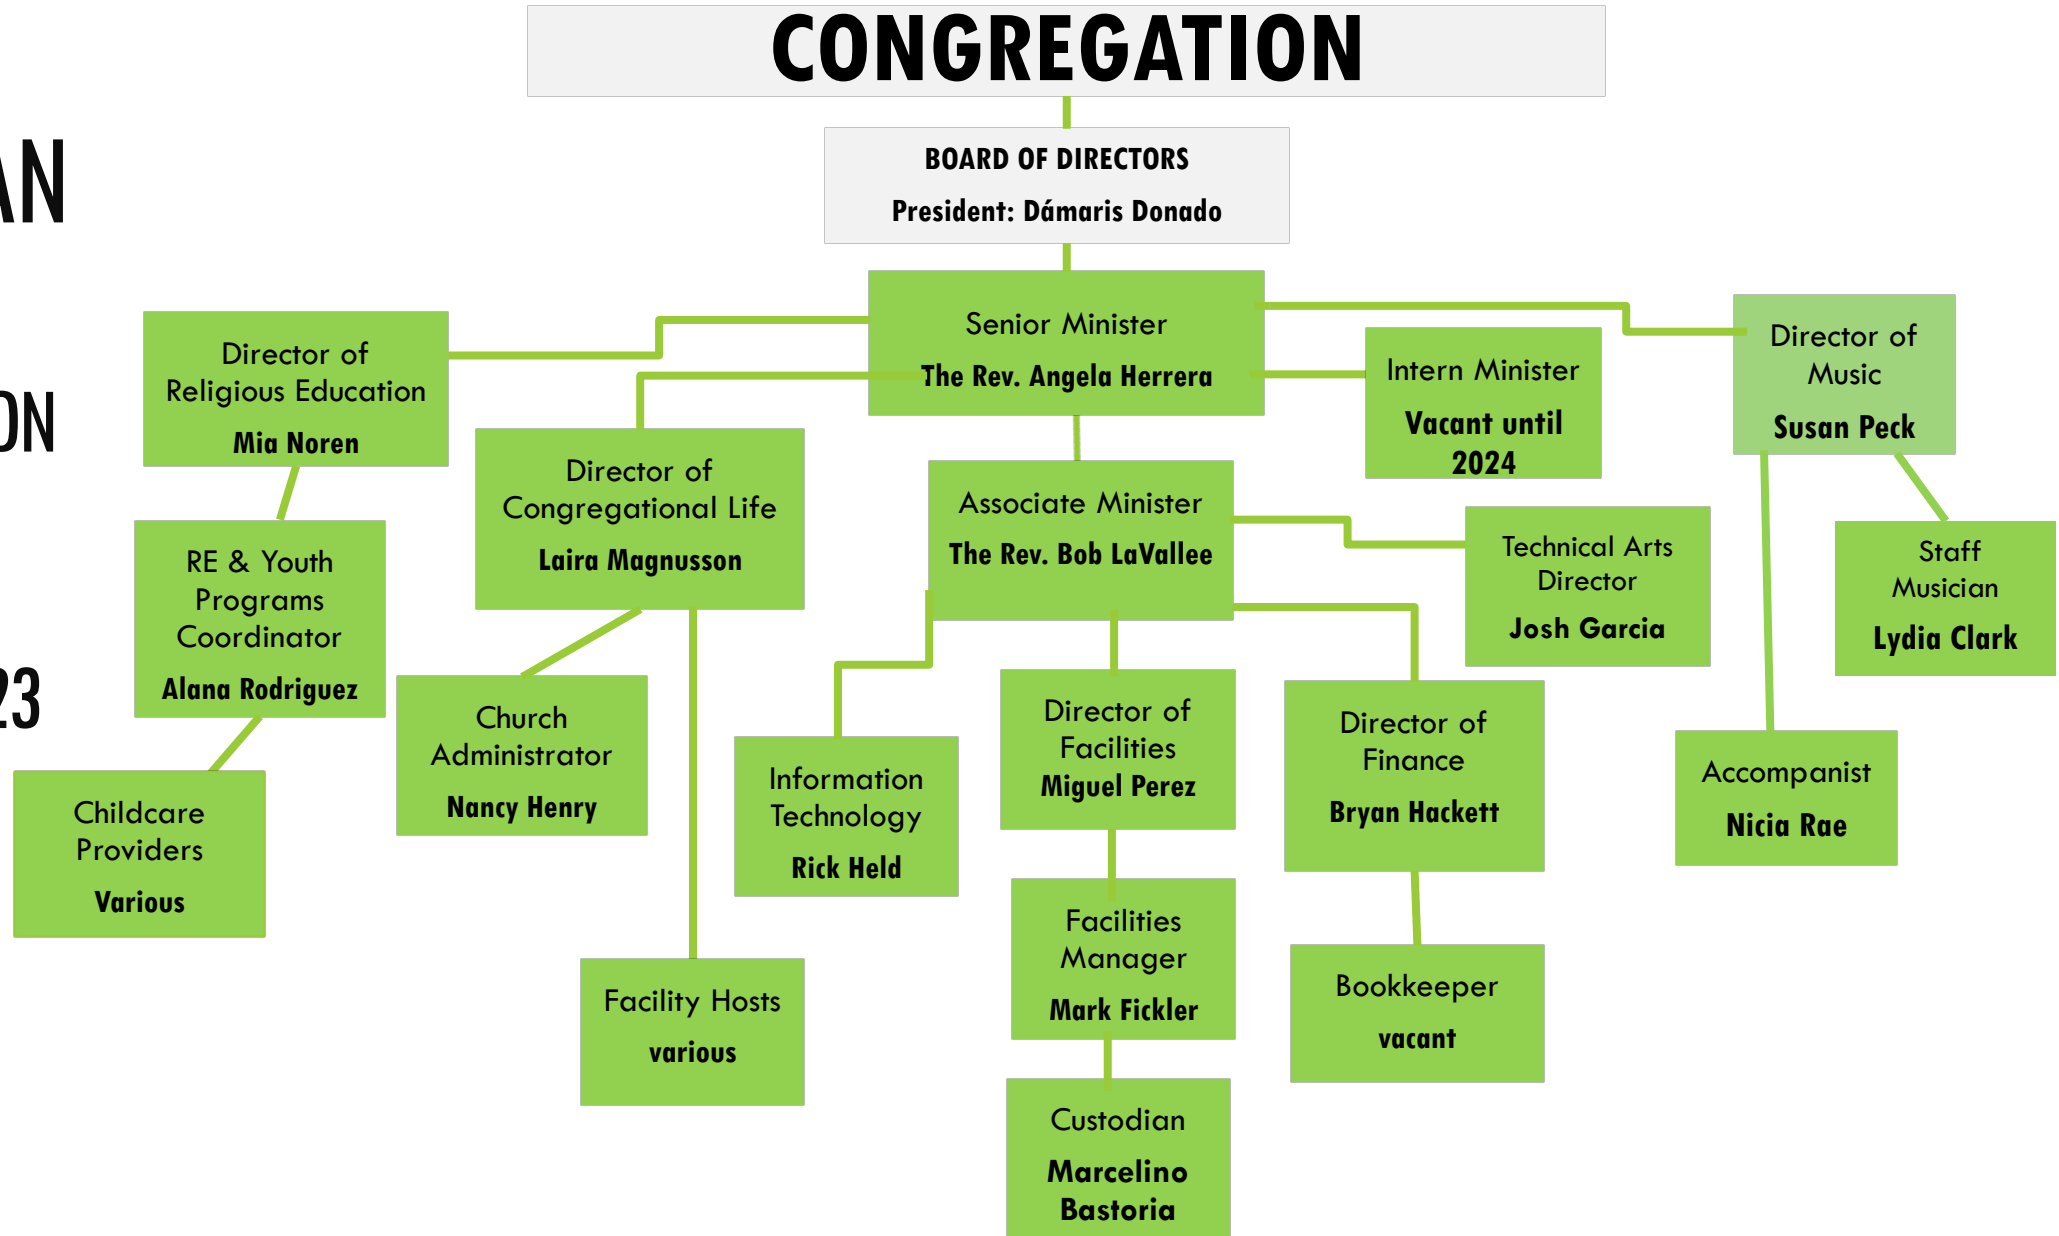 CONGREGATION
BOARD OF DIRECTORS
President: Dámaris Donado
AN
ON
23
Senior Minister
The Rev. Angela Herrera
Director of
Religious Education
Mia Noren
Director of
Congregational Life
Laira Magnusson
Intern Minister
Vacant until
2024
Director of
Music
Susan Peck
Associate Minister
The Rev. Bob LaVallee
Technical Arts
Director
Josh Garcia
Staff
Musician
Lydia Clark
RE & Youth
Programs
Coordinator
Alana Rodriguez
Church
Administrator
Nancy Henry
Information
Technology
Rick Held
Director of
Facilities
Miguel Perez
Director of
Finance
Bryan Hackett
Accompanist
Nicia Rae
Childcare
Providers
Various
Facility Hosts
various
Facilities
Manager
Mark Fickler
Bookkeeper
vacant
Custodian
Marcelino
Bastoria